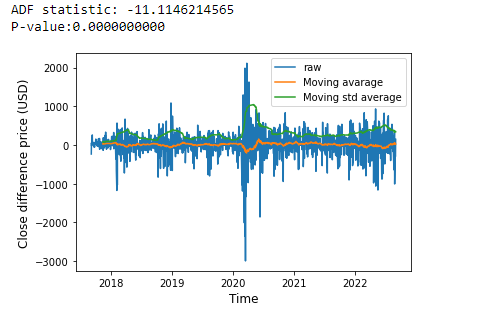 ADF statistic: -11.1146214565
P-value:0.0000000000
raw
Moving avarage
Moving std average
2000
1000
0
-1000
-2000
-3000
Close difference price (USD)
2018
2019
2020
2021
2022
Time